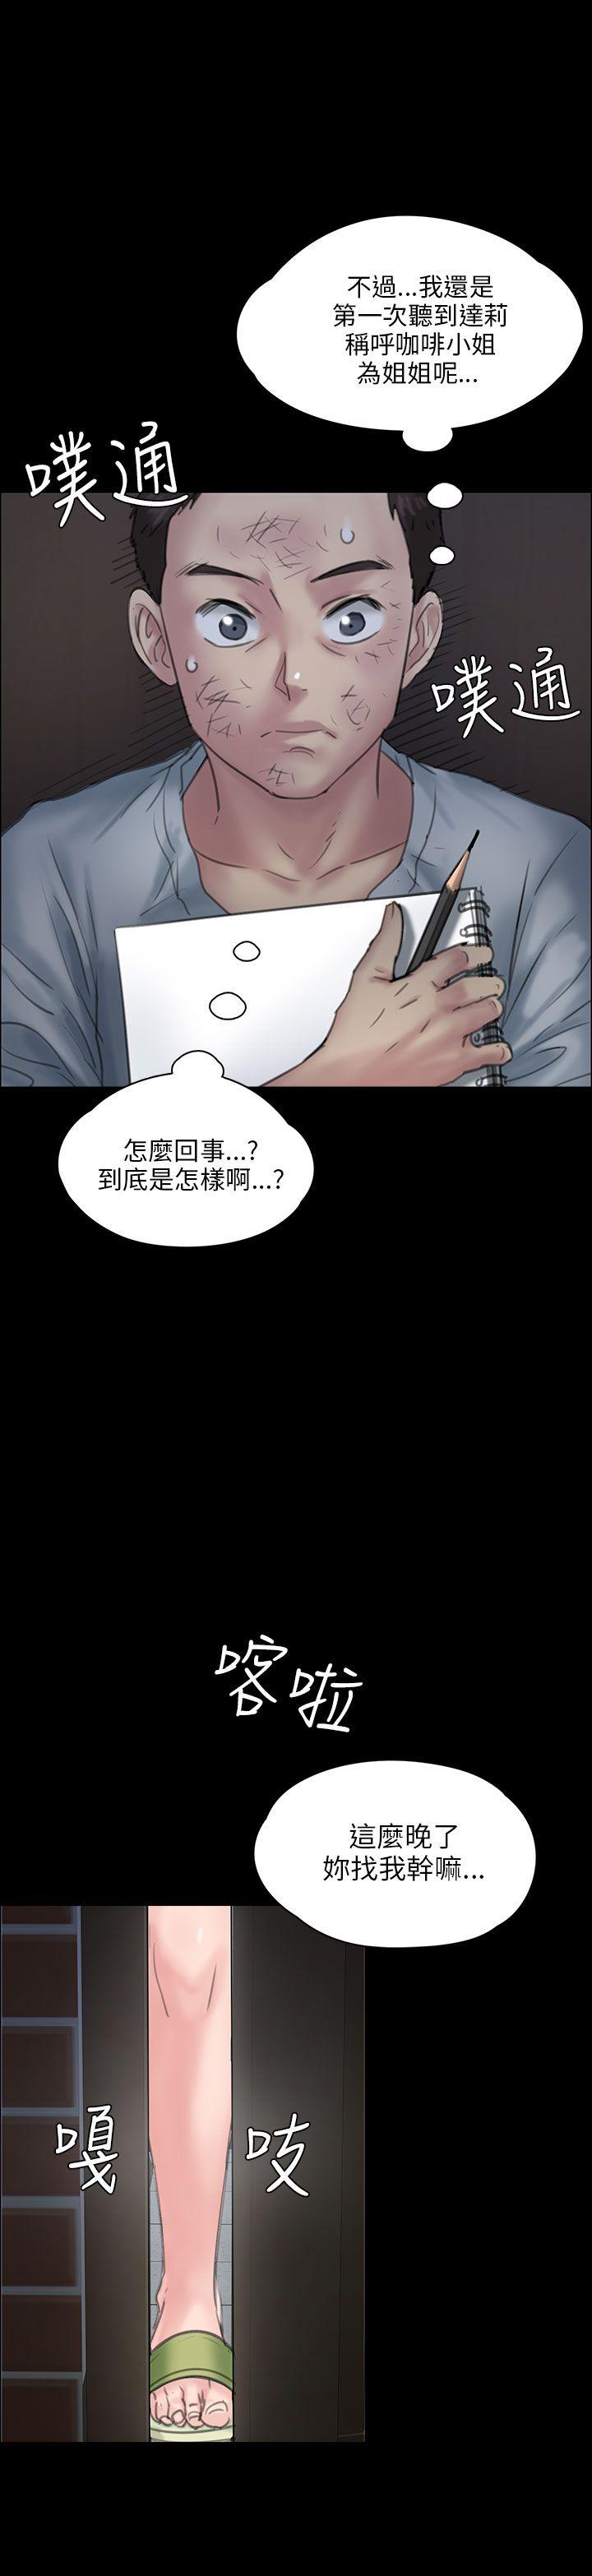 不過...我還是
第一次聽到達莉
稱呼咖啡小姐
為姐姐呢...
噗通
噗通
怎麼回事...?
到底是怎樣啊...?
喀啦
這麼晚了
妳找我幹嘛...
嘎吱